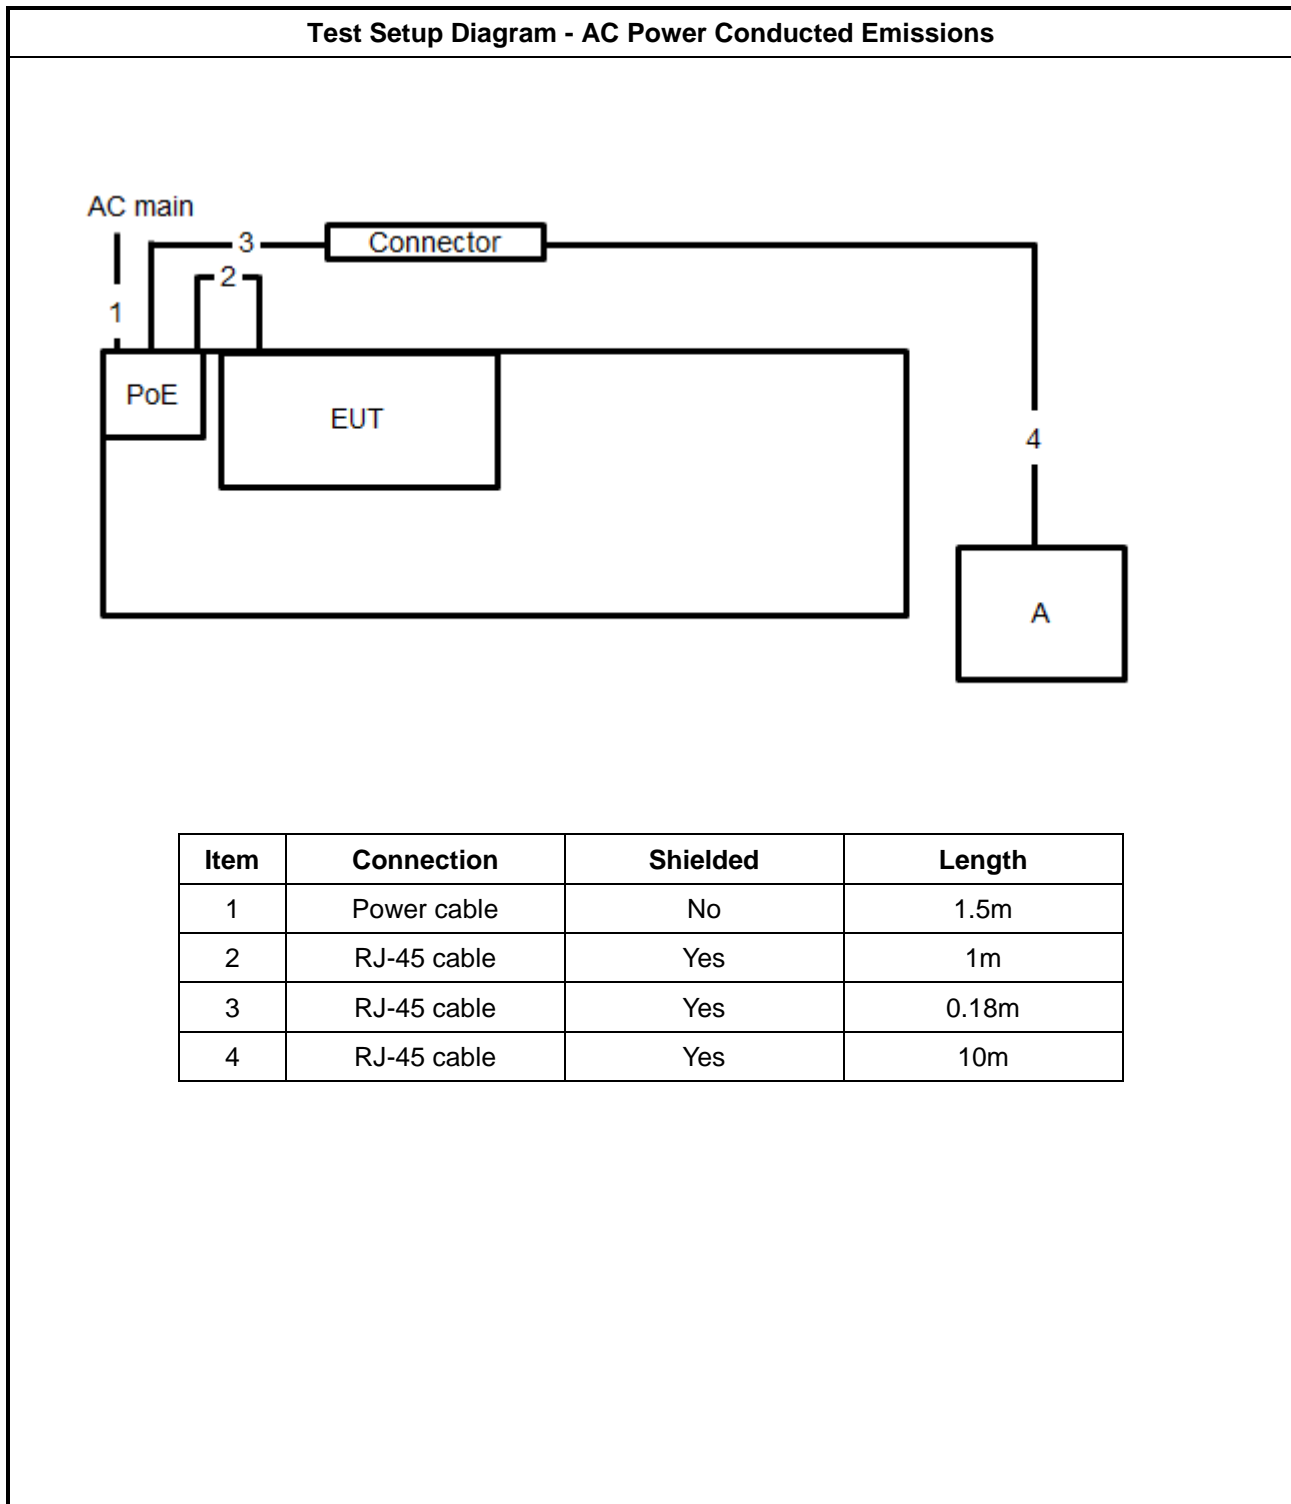 Test Setup Diagram - AC Power Conducted Emissions
AC main
3
Connector
2
1
PoE
EUT
4
A
Item Connection Shielded Length
1 Power cable No 1.5m
2 RJ-45 cable Yes 1m
3 RJ-45 cable Yes 0.18m
4 RJ-45 cable Yes 10m